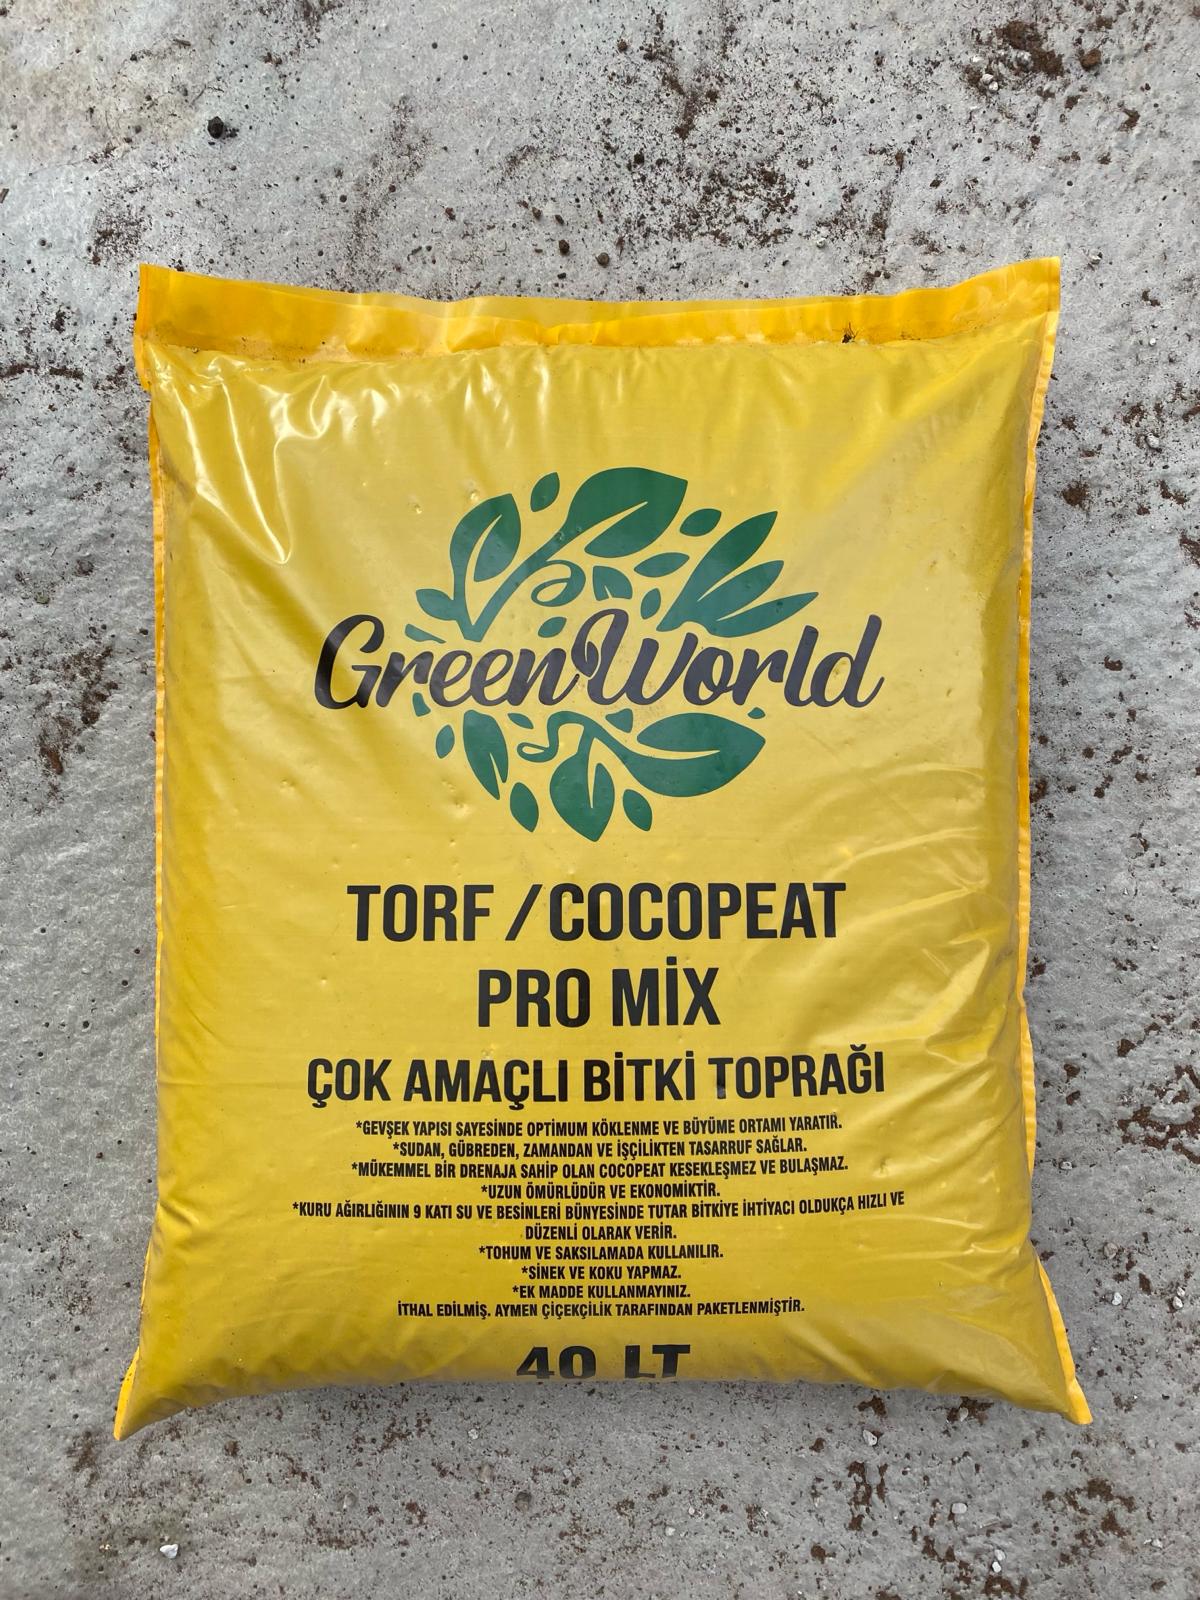 GreenWorld
TORF / COCOPEAT
PRO MİX
ÇOK AMAÇLI BİTKİ TOPRAĞI
*GEVŞEK YAPISI SAYESİNDE OPTİMUM KÖKLENME VE BÜYÜME ORTAMI YARATIR.
*SUDAN, GÜBREDEN, ZAMANDAN VE İŞÇİLİKTEN TASARRUF SAĞLAR.
*MÜKEMMEL BİR DRENAJA SAHİP OLAN COCOPEAT KESEKLEŞMEZ VE BULAŞMAZ.
*UZUN ÖMÜRLÜDÜR VE EKONOMİKTİR.
*KURU AĞIRLIĞININ 9 KATI SU VE BESİNLERİ BÜNYESİNDE TUTAR BİTKİYE İHTİYACI OLDUKÇA HIZLI VE
DÜZENLİ OLARAK VERİR.
*TOHUM VE SAKSILAMADA KULLANILIR.
*SİNEK VE KOKU YAPMAZ.
*EK MADDE KULLANMAYINIZ.
İTHAL EDİLMİŞ. AYMEN ÇİÇEKÇİLİK TARAFINDAN PAKETLENMİŞTİR.
40 LT